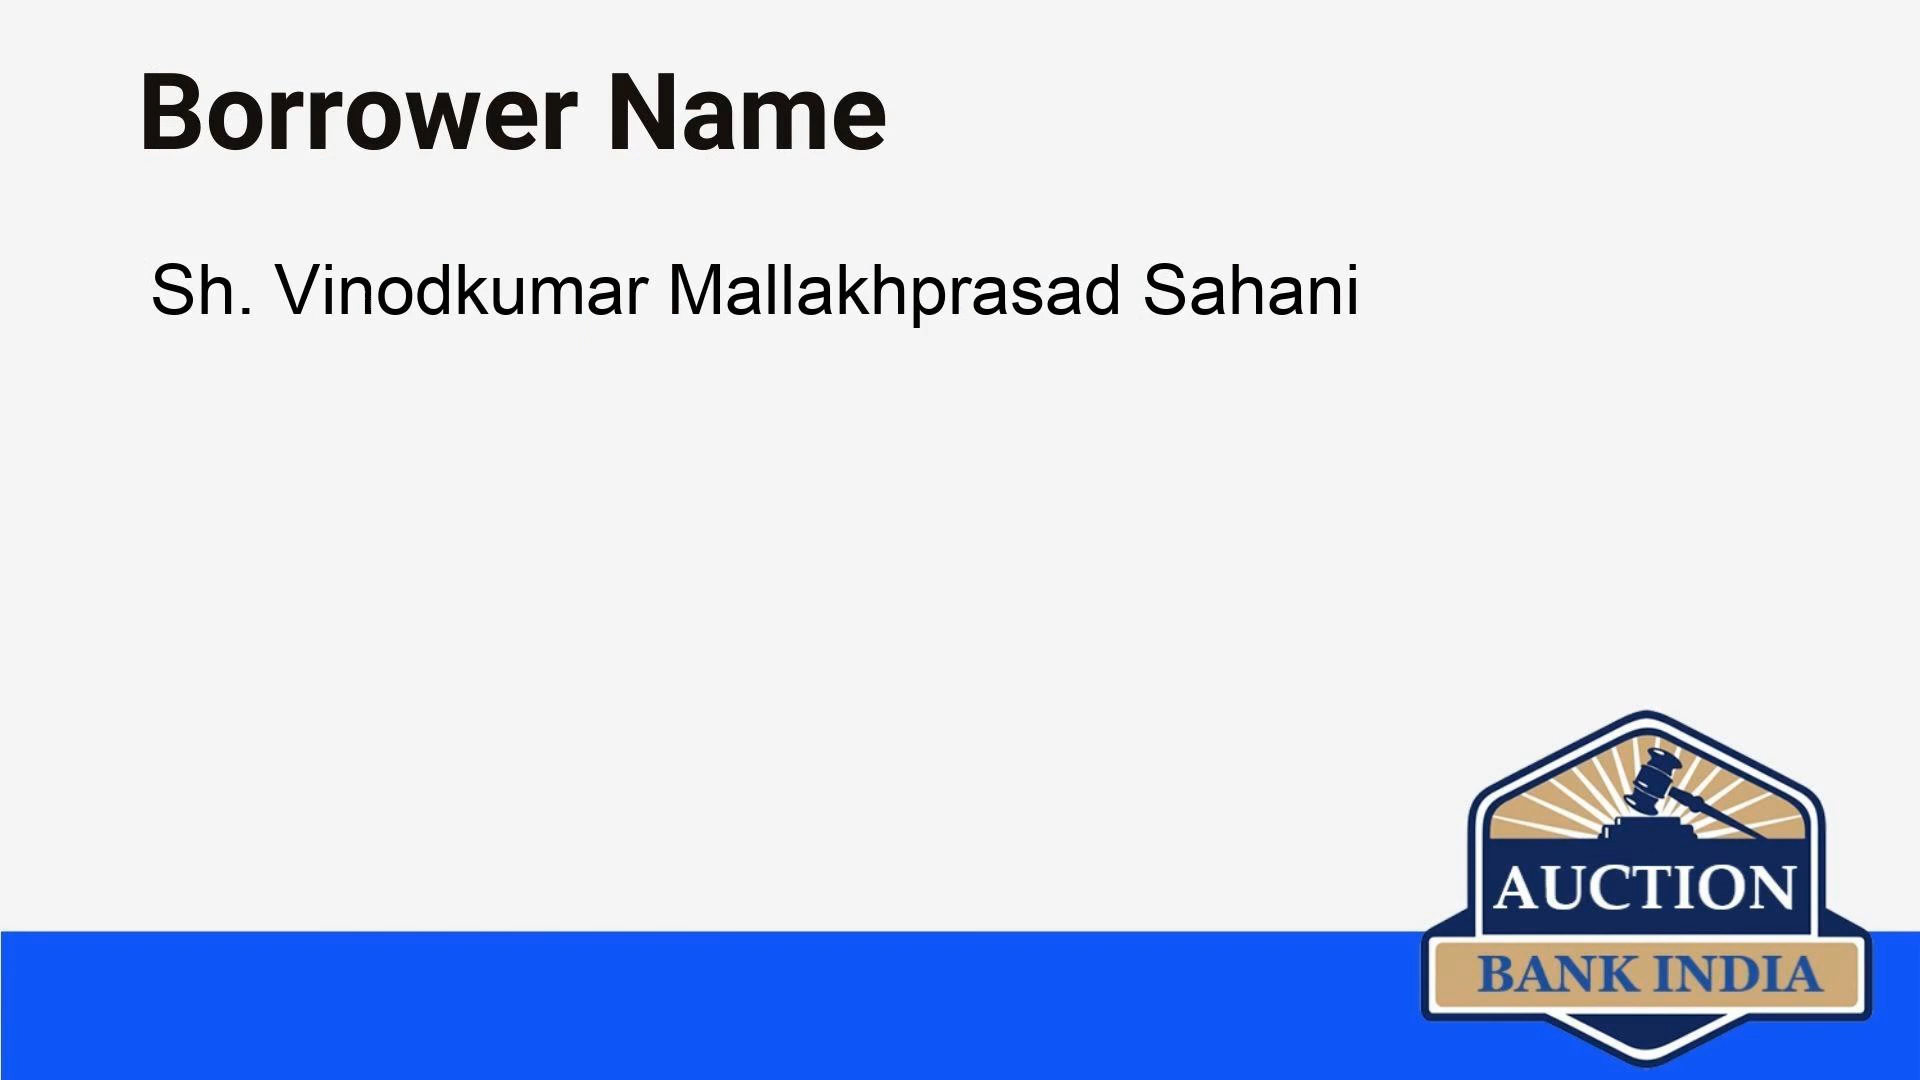 Borrower Name
Sh. Vinodkumar Mallakhprasad Sahani
AUCTION
BANK INDIA